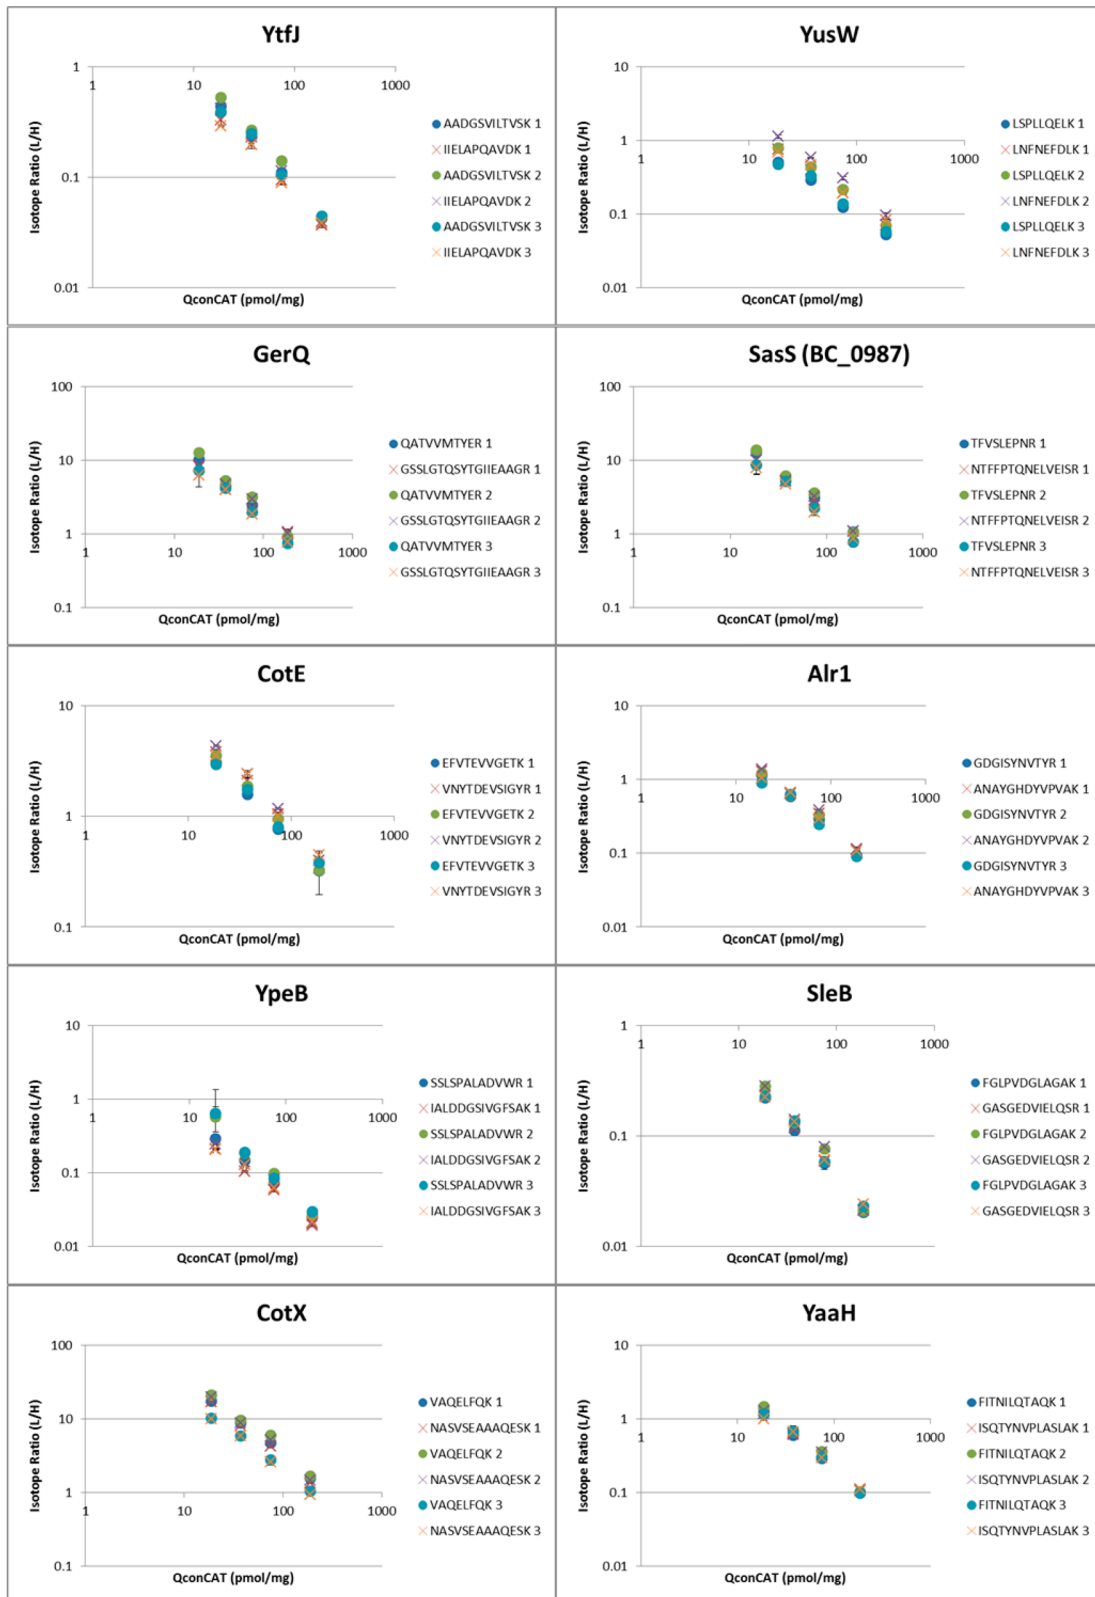 YtfJ
1
1 10 100 1000
0.1
0.01
Isotope Ratio (L/H)
QconCAT (pmol/mg)
AADGSVILTVSK 1
IIELAPQAVDK 1
AADGSVILTVSK 2
IIELAPQAVDK 2
AADGSVILTVSK 3
IIELAPQAVDK 3
YusW
10
1
1 10 100 1000
0.1
0.01
Isotope Ratio (L/H)
QconCAT (pmol/mg)
LSPLLQELK 1
LNFNEFDLK 1
LSPLLQELK 2
LNFNEFDLK 2
LSPLLQELK 3
LNFNEFDLK 3
GerQ
100
10
1
1 10 100 1000
0.1
Isotope Ratio (L/H)
QconCAT (pmol/mg)
QATVVMTYER 1
GSSLGTQSYTGIIEAAGR 1
QATVVMTYER 2
GSSLGTQSYTGIIEAAGR 2
QATVVMTYER 3
GSSLGTQSYTGIIEAAGR 3
SasS (BC_0987)
100
10
1
1 10 100 1000
0.1
Isotope Ratio (L/H)
QconCAT (pmol/mg)
TFVSLEPNR 1
NTFFPTQNELVEISR 1
TFVSLEPNR 2
NTFFPTQNELVEISR 2
TFVSLEPNR 3
NTFFPTQNELVEISR 3
CotE
10
1
1 10 100 1000
0.1
Isotope Ratio (L/H)
QconCAT (pmol/mg)
EFVTEVVGETK 1
VNYTDEVSIGYR 1
EFVTEVVGETK 2
VNYTDEVSIGYR 2
EFVTEVVGETK 3
VNYTDEVSIGYR 3
Alr1
10
1
1 10 100 1000
0.1
0.01
Isotope Ratio (L/H)
QconCAT (pmol/mg)
GDGISYNVTYR 1
ANAYGHDYVPVAK 1
GDGISYNVTYR 2
ANAYGHDYVPVAK 2
GDGISYNVTYR 3
ANAYGHDYVPVAK 3
YpeB
10
1
1 10 100 1000
0.1
0.01
Isotope Ratio (L/H)
QconCAT (pmol/mg)
SSLSPALADVWR 1
IALDDGSIVGFSAK 1
SSLSPALADVWR 2
IALDDGSIVGFSAK 2
SSLSPALADVWR 3
IALDDGSIVGFSAK 3
SleB
1
1 10 100 1000
0.1
0.01
Isotope Ratio (L/H)
QconCAT (pmol/mg)
FGLPVDGLAGAK 1
GASGEDVIELQSR 1
FGLPVDGLAGAK 2
GASGEDVIELQSR 2
FGLPVDGLAGAK 3
GASGEDVIELQSR 3
CotX
100
10
1
1 10 100 1000
0.1
Isotope Ratio (L/H)
QconCAT (pmol/mg)
VAQELFQK 1
NASVSEAAAQESK 1
VAQELFQK 2
NASVSEAAAQESK 2
VAQELFQK 3
NASVSEAAAQESK 3
YaaH
10
1
1 10 100 1000
0.1
0.01
Isotope Ratio (L/H)
QconCAT (pmol/mg)
FITNILQTAQK 1
ISQTYNVPLASLAK 1
FITNILQTAQK 2
ISQTYNVPLASLAK 2
FITNILQTAQK 3
ISQTYNVPLASLAK 3